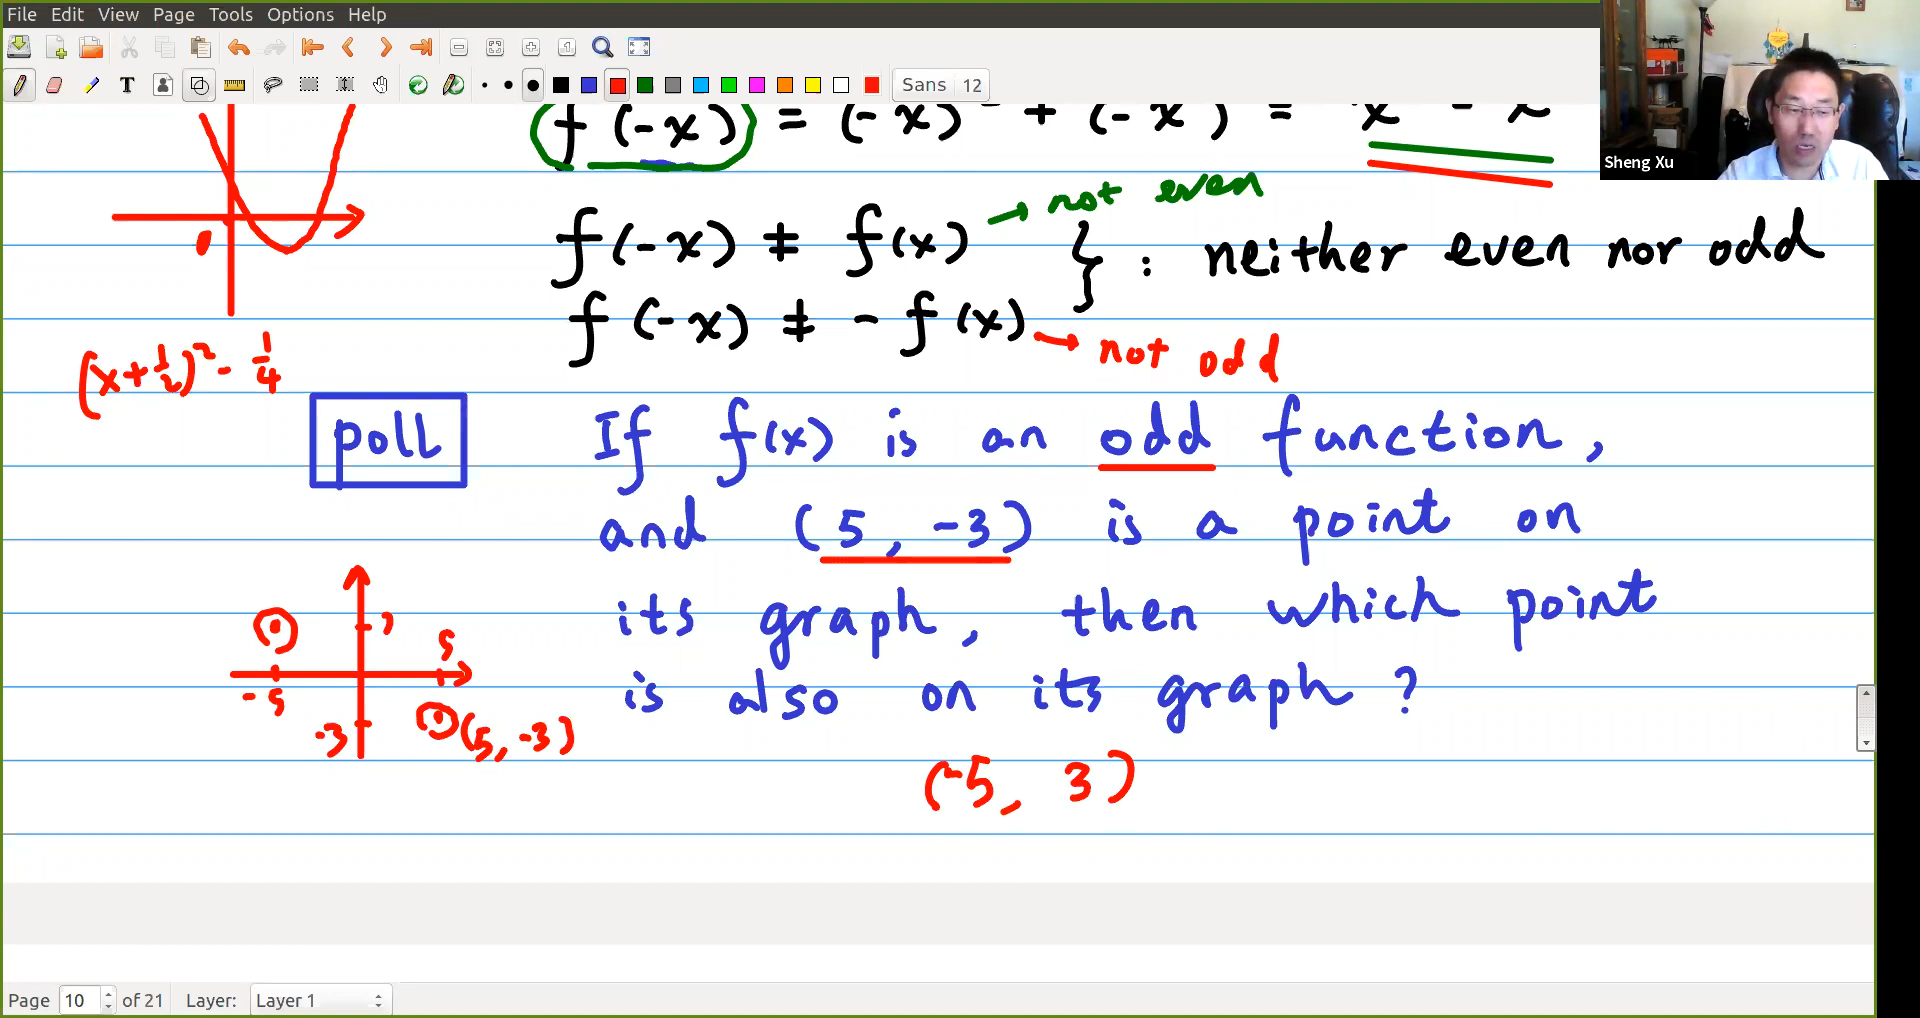 File Edit View Page Tools Options Help
Sans 12
Sheng Xu
f(-x) = (-x) + (-x) = x - x
→ not even
f(-x) ≠ f(x)
} : neither even nor odd
f(-x) ≠ -f(x)
→ not odd
0
(x+1/2)² - 1/4
poll
If f(x) is an odd function,
and (5, -3) is a point on
its graph, then which point
is also on its graph ?
5
-5
-3
(5, -3)
(-5, 3)
Page 10 of 21 Layer: Layer 1